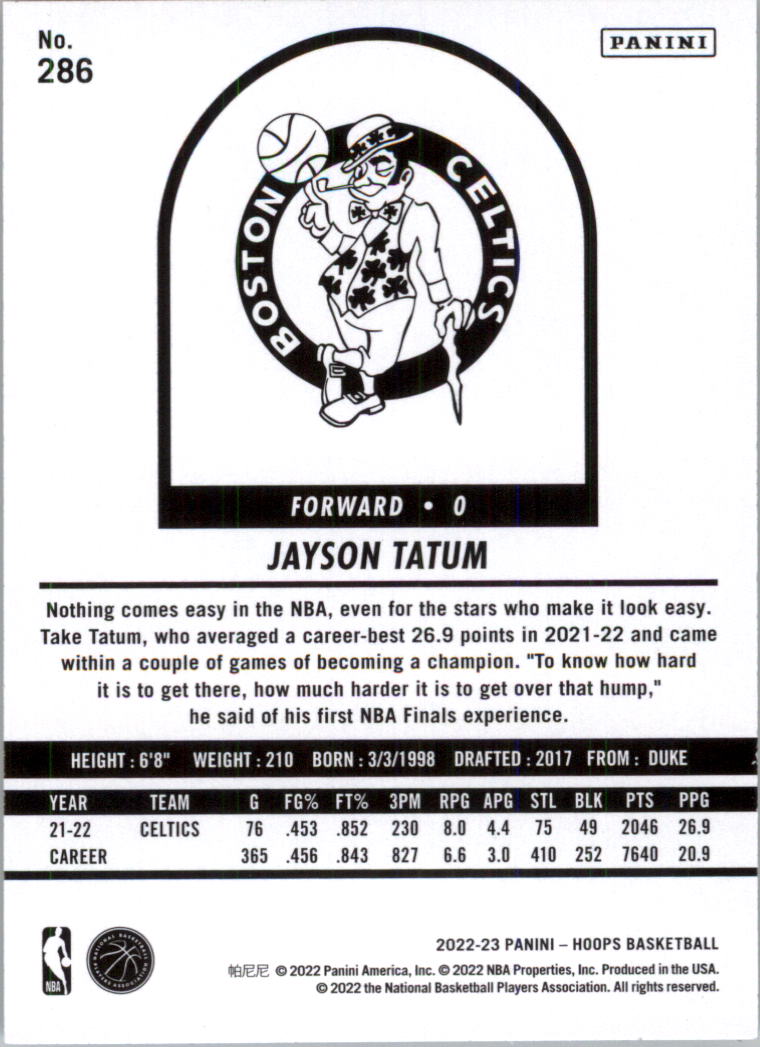 No.
286
PANINI
BOSTON CELTICS
FORWARD • 0
JAYSON TATUM
Nothing comes easy in the NBA, even for the stars who make it look easy.
Take Tatum, who averaged a career-best 26.9 points in 2021-22 and came
within a couple of games of becoming a champion. "To know how hard
it is to get there, how much harder it is to get over that hump,"
he said of his first NBA Finals experience.
HEIGHT : 6'8" WEIGHT : 210 BORN : 3/3/1998 DRAFTED : 2017 FROM : DUKE
YEAR TEAM G FG% FT% 3PM RPG APG STL BLK PTS PPG
21-22 CELTICS 76 .453 .852 230 8.0 4.4 75 49 2046 26.9
CAREER 365 .456 .843 827 6.6 3.0 410 252 7640 20.9
NBA
NATIONAL BASKETBALL PLAYERS ASSOCIATION
2022-23 PANINI – HOOPS BASKETBALL
帕尼尼 © 2022 Panini America, Inc. © 2022 NBA Properties, Inc. Produced in the USA.
© 2022 the National Basketball Players Association. All rights reserved.